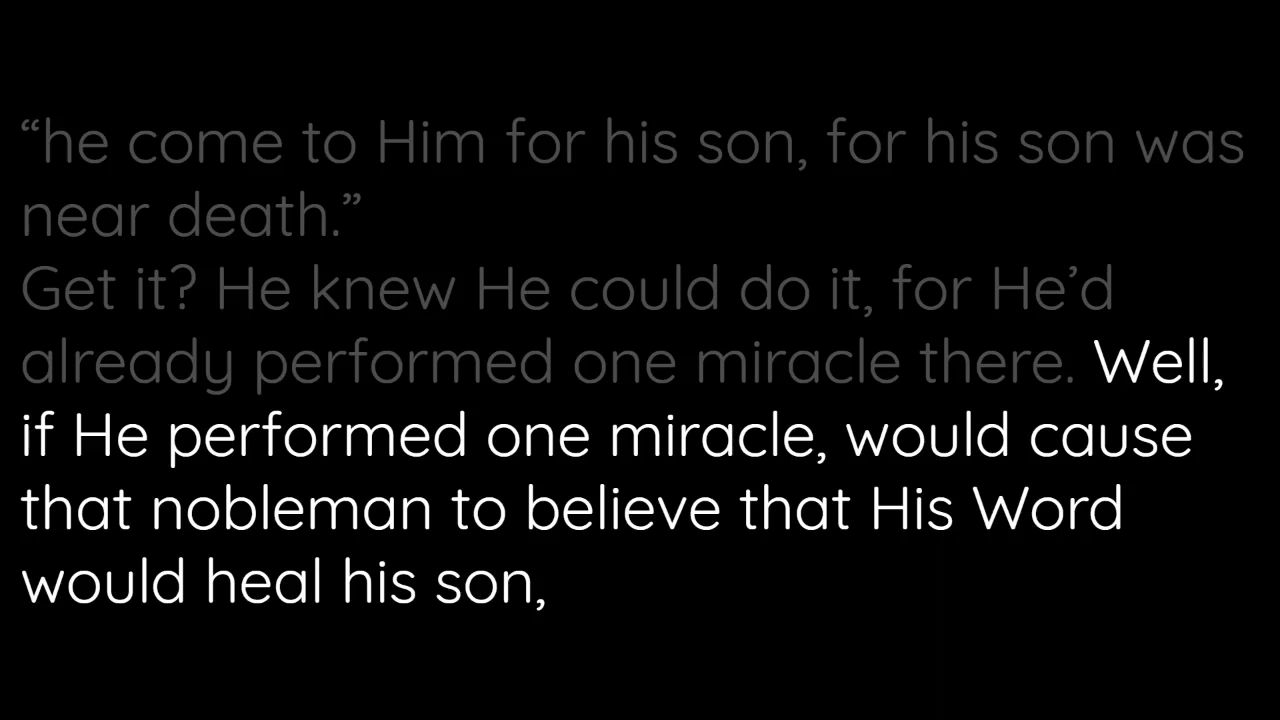 “he come to Him for his son, for his son was
near death.”
Get it? He knew He could do it, for He’d
already performed one miracle there. Well,
if He performed one miracle, would cause
that nobleman to believe that His Word
would heal his son,